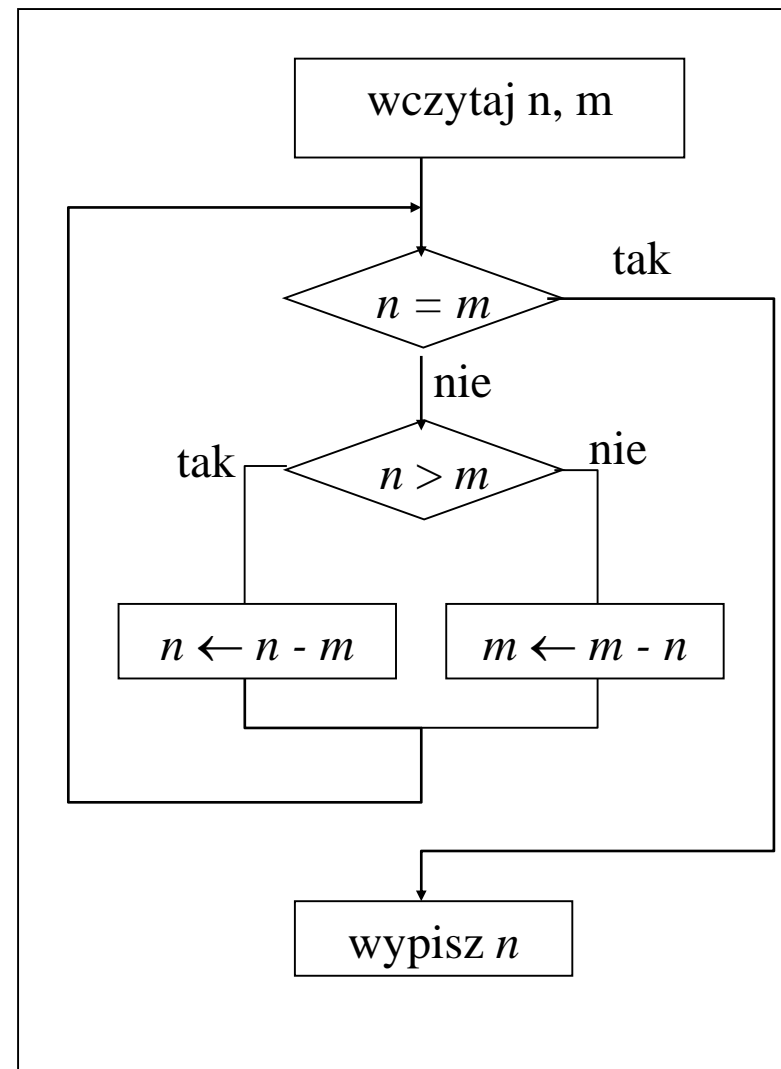 wczytaj n, m
tak
n = m
nie
tak
nie
n > m
n ← n - m
m ← m - n
wypisz n